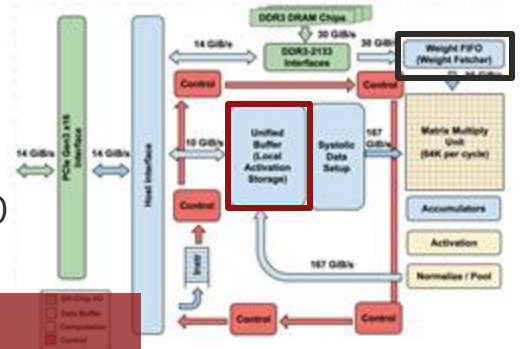 DDR3 DRAM Chips
30 GiB/s
14 GiB/s
DDR3-2133
Interfaces
30 GiB/s
Weight FIFO
(Weight Fetcher)
Control
Control
30 GiB/s
PCIe Gen3 x16
Interface
14 GiB/s
14 GiB/s
Host Interface
10 GiB/s
Unified
Buffer
(Local
Activation
Storage)
Systolic
Data
Setup
167
GiB/s
Matrix Multiply
Unit
(64K per cycle)
Control
Accumulators
Activation
Instr
167 GiB/s
Normalize / Pool
Off-Chip I/O
Data Buffer
Computation
Control
Control
Control